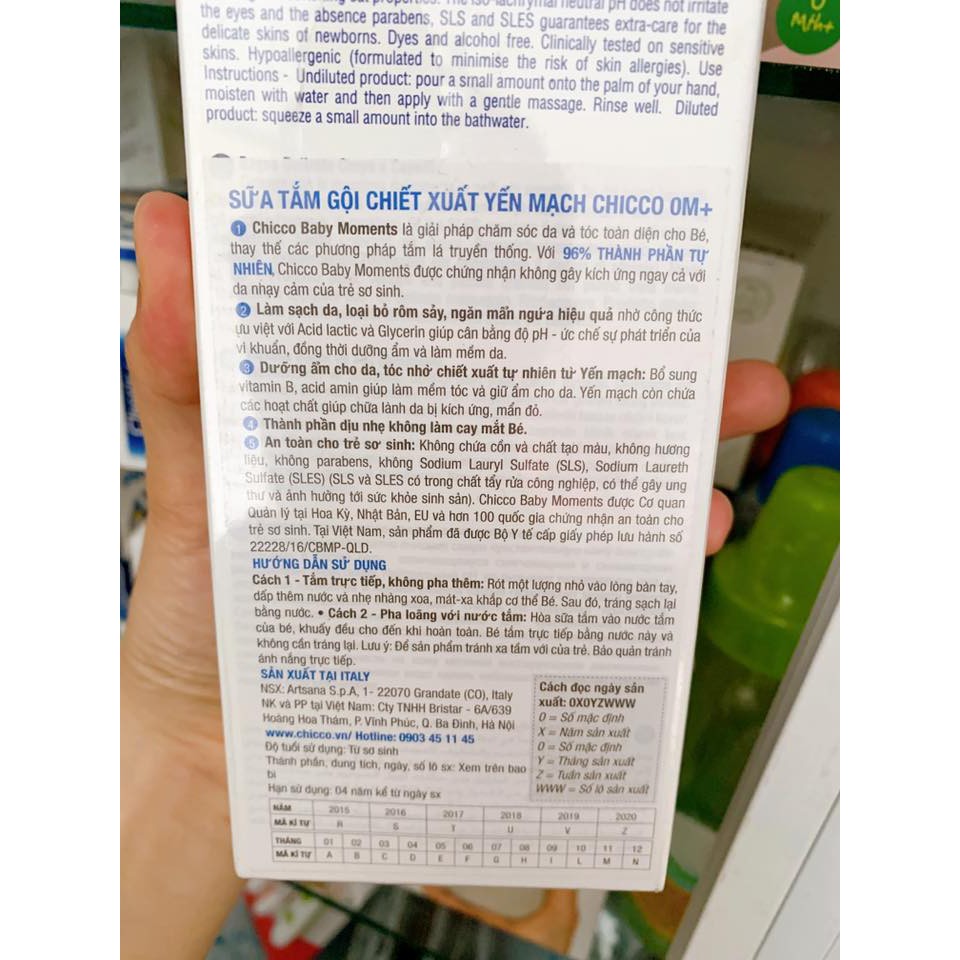 the eyes and the absence parabens, SLS and SLES guarantees extra-care for the
delicate skins of newborns. Dyes and alcohol free. Clinically tested on sensitive
skins. Hypoallergenic (formulated to minimise the risk of skin allergies). Use
Instructions - Undiluted product: pour a small amount onto the palm of your hand,
moisten with water and then apply with a gentle massage. Rinse well. Diluted
product: squeeze a small amount into the bathwater.
SỮA TẮM GỘI CHIẾT XUẤT YẾN MẠCH CHICCO 0M+
1 Chicco Baby Moments là giải pháp chăm sóc da và tóc toàn diện cho Bé,
thay thế các phương pháp tắm lá truyền thống. Với 96% THÀNH PHẦN TỰ
NHIÊN, Chicco Baby Moments được chứng nhận không gây kích ứng ngay cả với
da nhạy cảm của trẻ sơ sinh.
2 Làm sạch da, loại bỏ rôm sảy, ngăn mẩn ngứa hiệu quả nhờ công thức
ưu việt với Acid lactic và Glycerin giúp cân bằng độ pH - ức chế sự phát triển của
vi khuẩn, đồng thời dưỡng ẩm và làm mềm da.
3 Dưỡng ẩm cho da, tóc nhờ chiết xuất tự nhiên từ Yến mạch: Bổ sung
vitamin B, acid amin giúp làm mềm tóc và giữ ẩm cho da. Yến mạch còn chứa
các hoạt chất giúp chữa lành da bị kích ứng, mẩn đỏ.
4 Thành phần dịu nhẹ không làm cay mắt Bé.
5 An toàn cho trẻ sơ sinh: Không chứa cồn và chất tạo màu, không hương
liệu, không parabens, không Sodium Lauryl Sulfate (SLS), Sodium Laureth
Sulfate (SLES) (SLS và SLES có trong chất tẩy rửa công nghiệp, có thể gây ung
thư và ảnh hưởng tới sức khỏe sinh sản). Chicco Baby Moments được Cơ quan
Quản lý tại Hoa Kỳ, Nhật Bản, EU và hơn 100 quốc gia chứng nhận an toàn cho
trẻ sơ sinh. Tại Việt Nam, sản phẩm đã được Bộ Y tế cấp giấy phép lưu hành số
22228/16/CBMP-QLD.
HƯỚNG DẪN SỬ DỤNG
Cách 1 - Tắm trực tiếp, không pha thêm: Rót một lượng nhỏ vào lòng bàn tay,
dấp thêm nước và nhẹ nhàng xoa, mát-xa khắp cơ thể Bé. Sau đó, tráng sạch lại
bằng nước. • Cách 2 - Pha loãng với nước tắm: Hòa sữa tắm vào nước tắm
của bé, khuấy đều cho đến khi hoàn toàn. Bé tắm trực tiếp bằng nước này và
không cần tráng lại. Lưu ý: Để sản phẩm tránh xa tầm với của trẻ. Bảo quản tránh
ánh nắng trực tiếp.
SẢN XUẤT TẠI ITALY
NSX: Artsana S.p.A, 1- 22070 Grandate (CO), Italy
NK và PP tại Việt Nam: Cty TNHH Bristar - 6A/639
Hoàng Hoa Thám, P. Vĩnh Phúc, Q. Ba Đình, Hà Nội
www.chicco.vn/ Hotline: 0903 45 11 45
Độ tuổi sử dụng: Từ sơ sinh
Thành phần, dung tích, ngày, số lô sx: Xem trên bao
bì
Hạn sử dụng: 04 năm kể từ ngày sx
Cách đọc ngày sản
xuất: 0X0YZWWW
0 = Số mặc định
X = Năm sản xuất
0 = Số mặc định
Y = Tháng sản xuất
Z = Tuần sản xuất
WWW = Số lô sản xuất
NĂM 2015 2016 2017 2018 2019 2020
MÃ KÍ TỰ R S T U V Z
THÁNG 01 02 03 04 05 06 07 08 09 10 11 12
MÃ KÍ TỰ A B C D E F G H I L M N